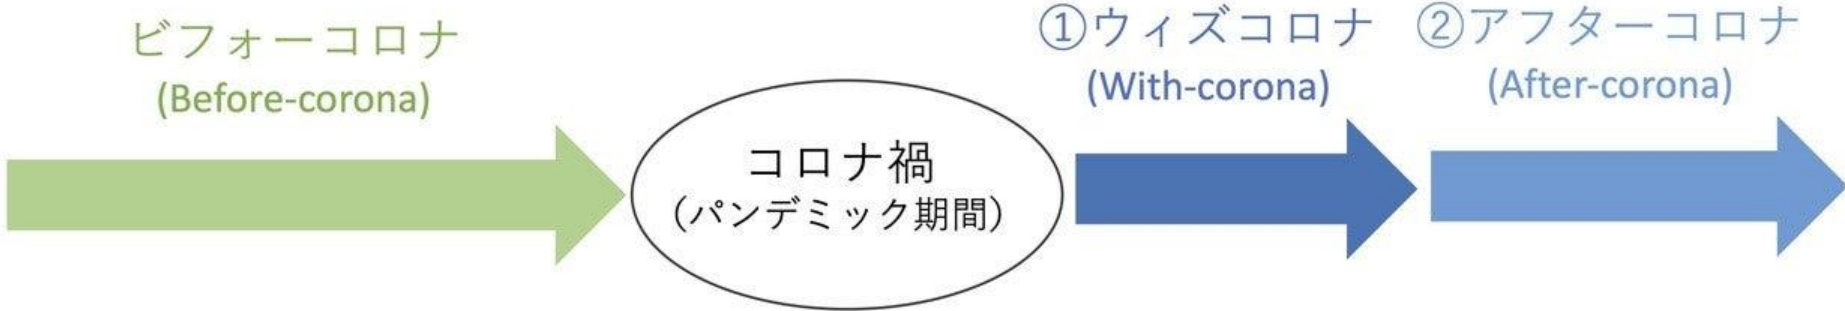 ビフォーコロナ
(Before-corona)
コロナ禍
（パンデミック期間）
①ウィズコロナ
(With-corona)
②アフターコロナ
(After-corona)